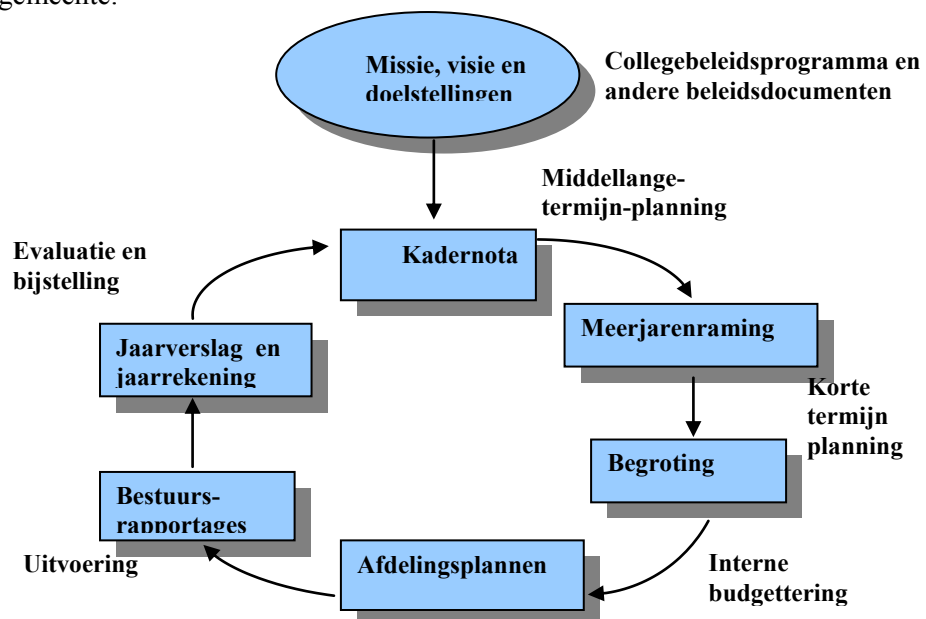 gemeente.
Missie, visie en
doelstellingen
Collegebeleidsprogramma en
andere beleidsdocumenten
Middellange-
termijn-planning
Kadernota
Evaluatie en
bijstelling
Meerjarenraming
Jaarverslag en
jaarrekening
Korte
termijn
planning
Begroting
Bestuurs-
rapportages
Uitvoering
Afdelingsplannen
Interne
budgettering